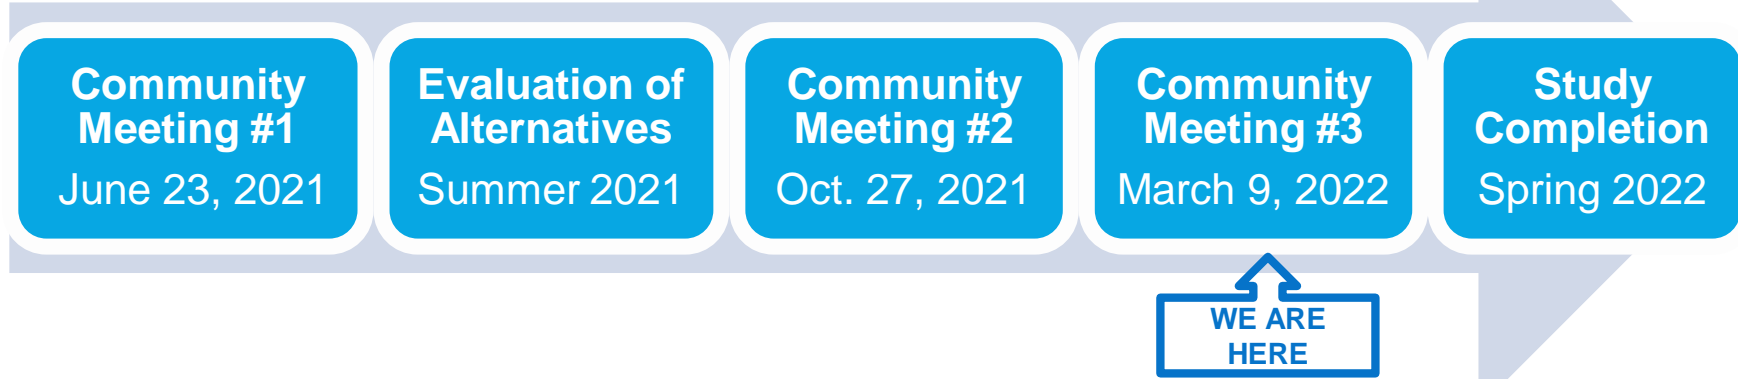 Community
Meeting #1
June 23, 2021
Evaluation of
Alternatives
Summer 2021
Community
Meeting #2
Oct. 27, 2021
Community
Meeting #3
March 9, 2022
Study
Completion
Spring 2022
WE ARE
HERE